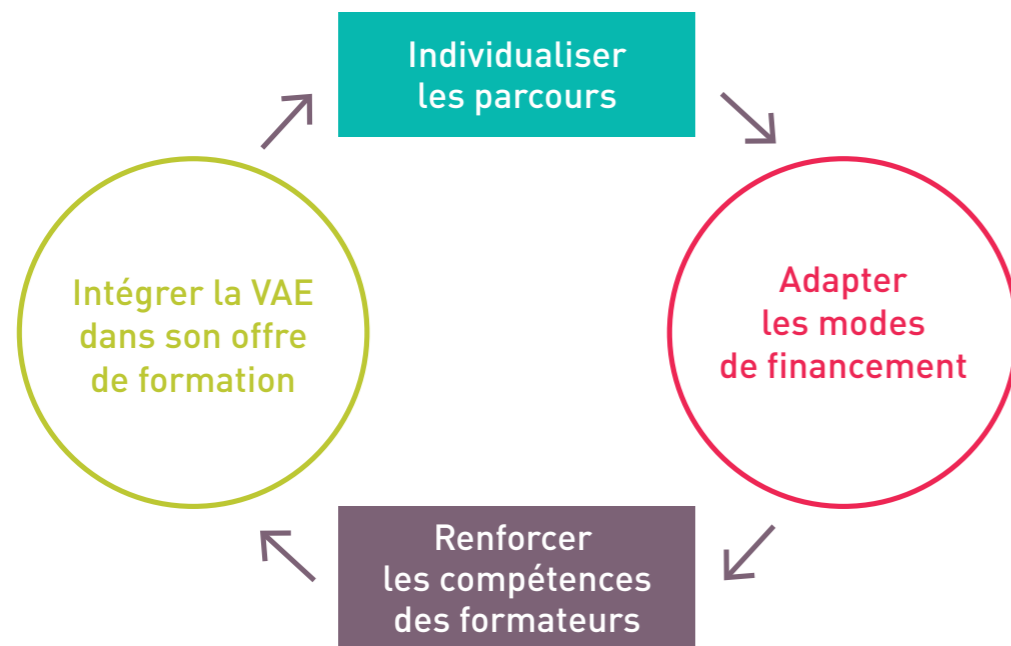 Individualiser
les parcours
Intégrer la VAE
dans son offre
de formation
Adapter
les modes
de financement
Renforcer
les compétences
des formateurs